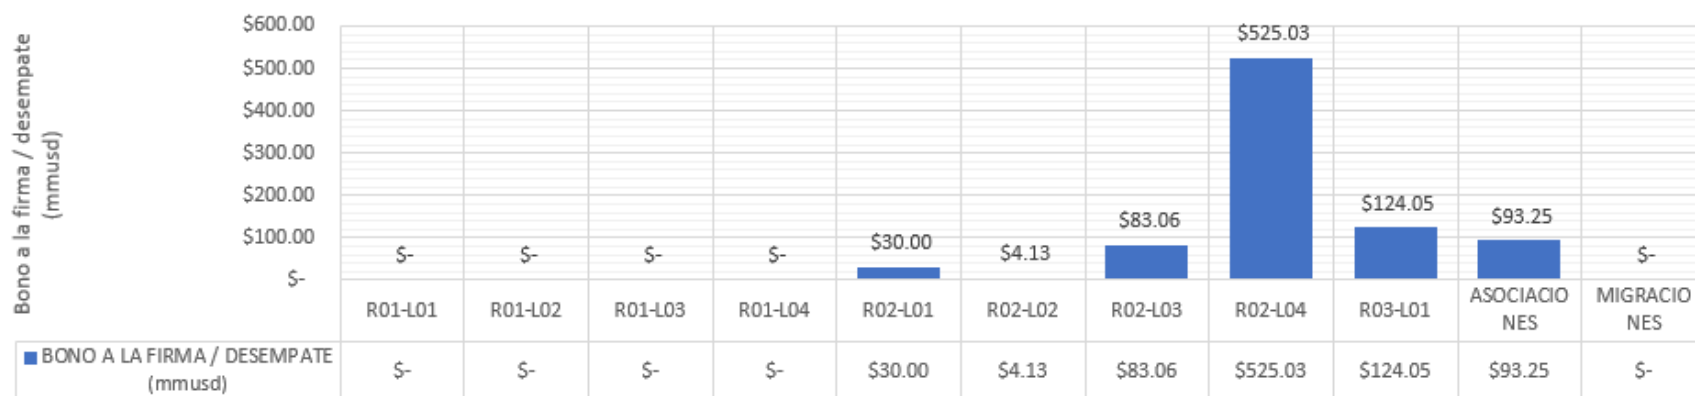 Bono a la firma / desempate
(mmusd)
$600.00
$500.00
$400.00
$300.00
$200.00
$100.00
$-
$- $- $- $- $30.00 $4.13 $83.06 $525.03 $124.05 $93.25 $-
R01-L01 R01-L02 R01-L03 R01-L04 R02-L01 R02-L02 R02-L03 R02-L04 R03-L01 ASOCIACIO MIGRACIO
NES NES
BONO A LA FIRMA / DESEMPATE
(mmusd)
$- $- $- $- $30.00 $4.13 $83.06 $525.03 $124.05 $93.25 $-